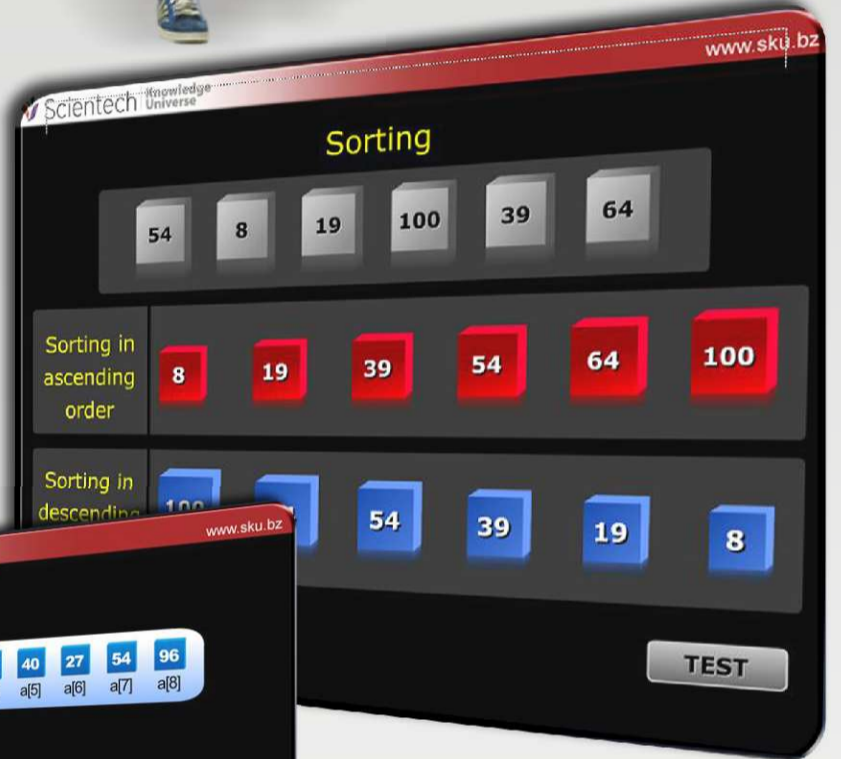 www.sku.bz
Scientech Knowledge Universe
Sorting
54 8 19 100 39 64
Sorting in
ascending
order
8 19 39 54 64 100
Sorting in
descending
100 54 39 19 8
www.sku.bz
40 27 54 96
a[5] a[6] a[7] a[8]
TEST